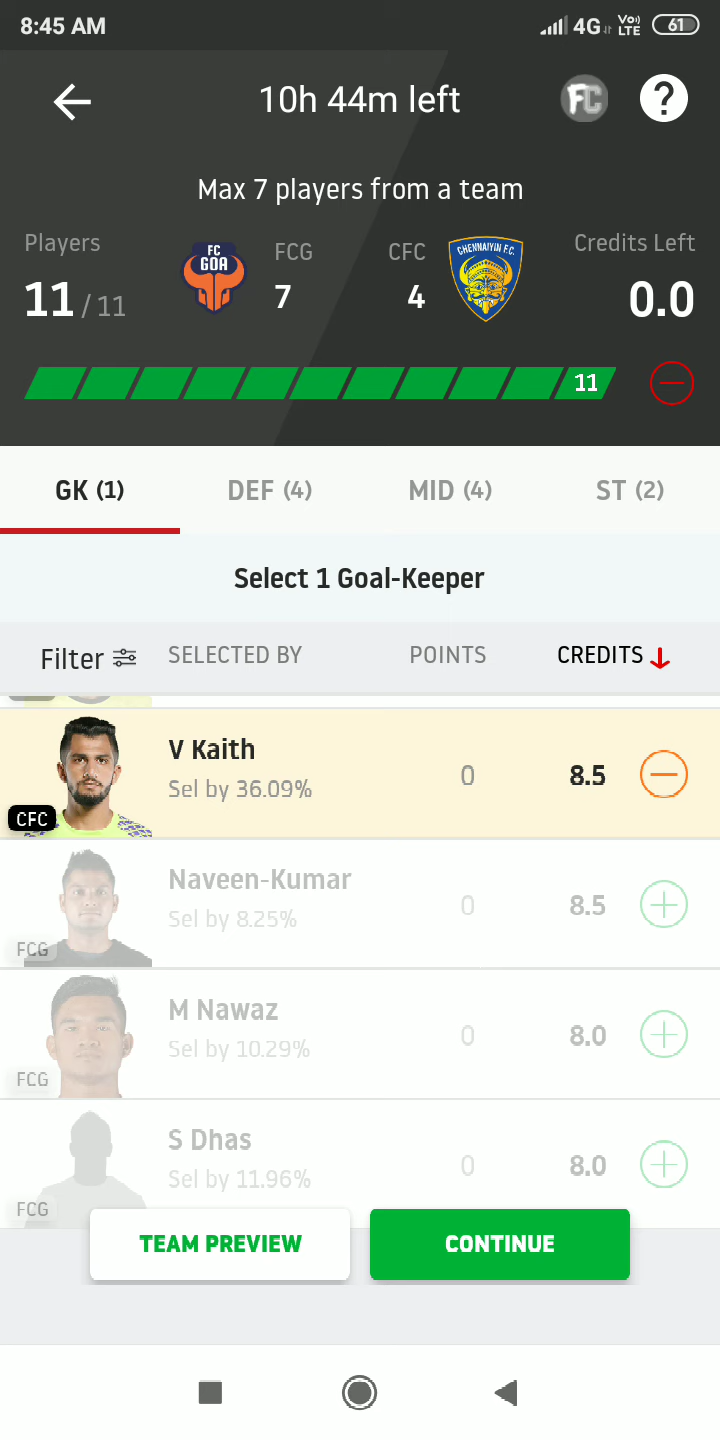 8:45 AM
4G Vo) LTE 61
10h 44m left
FC ?
Max 7 players from a team
Players
FC GOA
FCG
CFC
CHENNAIYIN F.C.
Credits Left
11 / 11
7
4
0.0
11
GK (1)
DEF (4)
MID (4)
ST (2)
Select 1 Goal-Keeper
Filter SELECTED BY POINTS CREDITS
V Kaith
Sel by 36.09%
0
8.5
CFC
Naveen-Kumar
Sel by 8.25%
0
8.5
FCG
M Nawaz
Sel by 10.29%
0
8.0
FCG
S Dhas
Sel by 11.96%
0
8.0
FCG
TEAM PREVIEW
CONTINUE